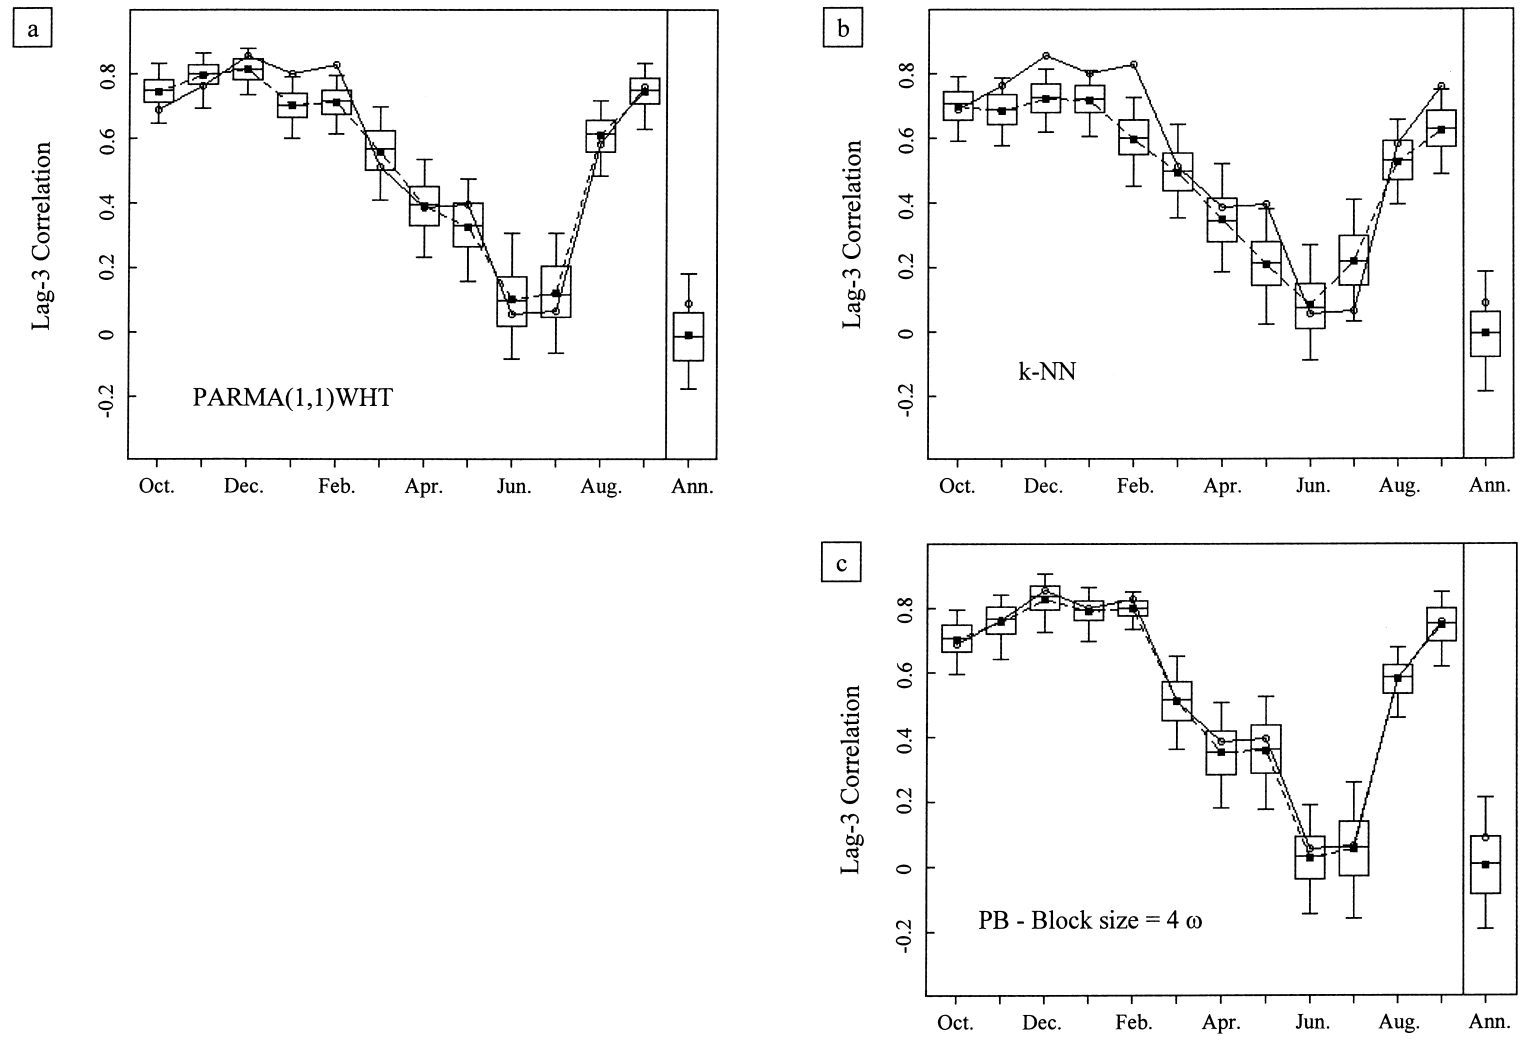 a
Lag-3 Correlation
0.8
0.6
0.4
0.2
0
-0.2
PARMA(1,1)WHT
Oct. Dec. Feb. Apr. Jun. Aug. Ann.
b
Lag-3 Correlation
0.8
0.6
0.4
0.2
0
-0.2
k-NN
Oct. Dec. Feb. Apr. Jun. Aug. Ann.
c
Lag-3 Correlation
0.8
0.6
0.4
0.2
0
-0.2
PB - Block size = 4 ω
Oct. Dec. Feb. Apr. Jun. Aug. Ann.